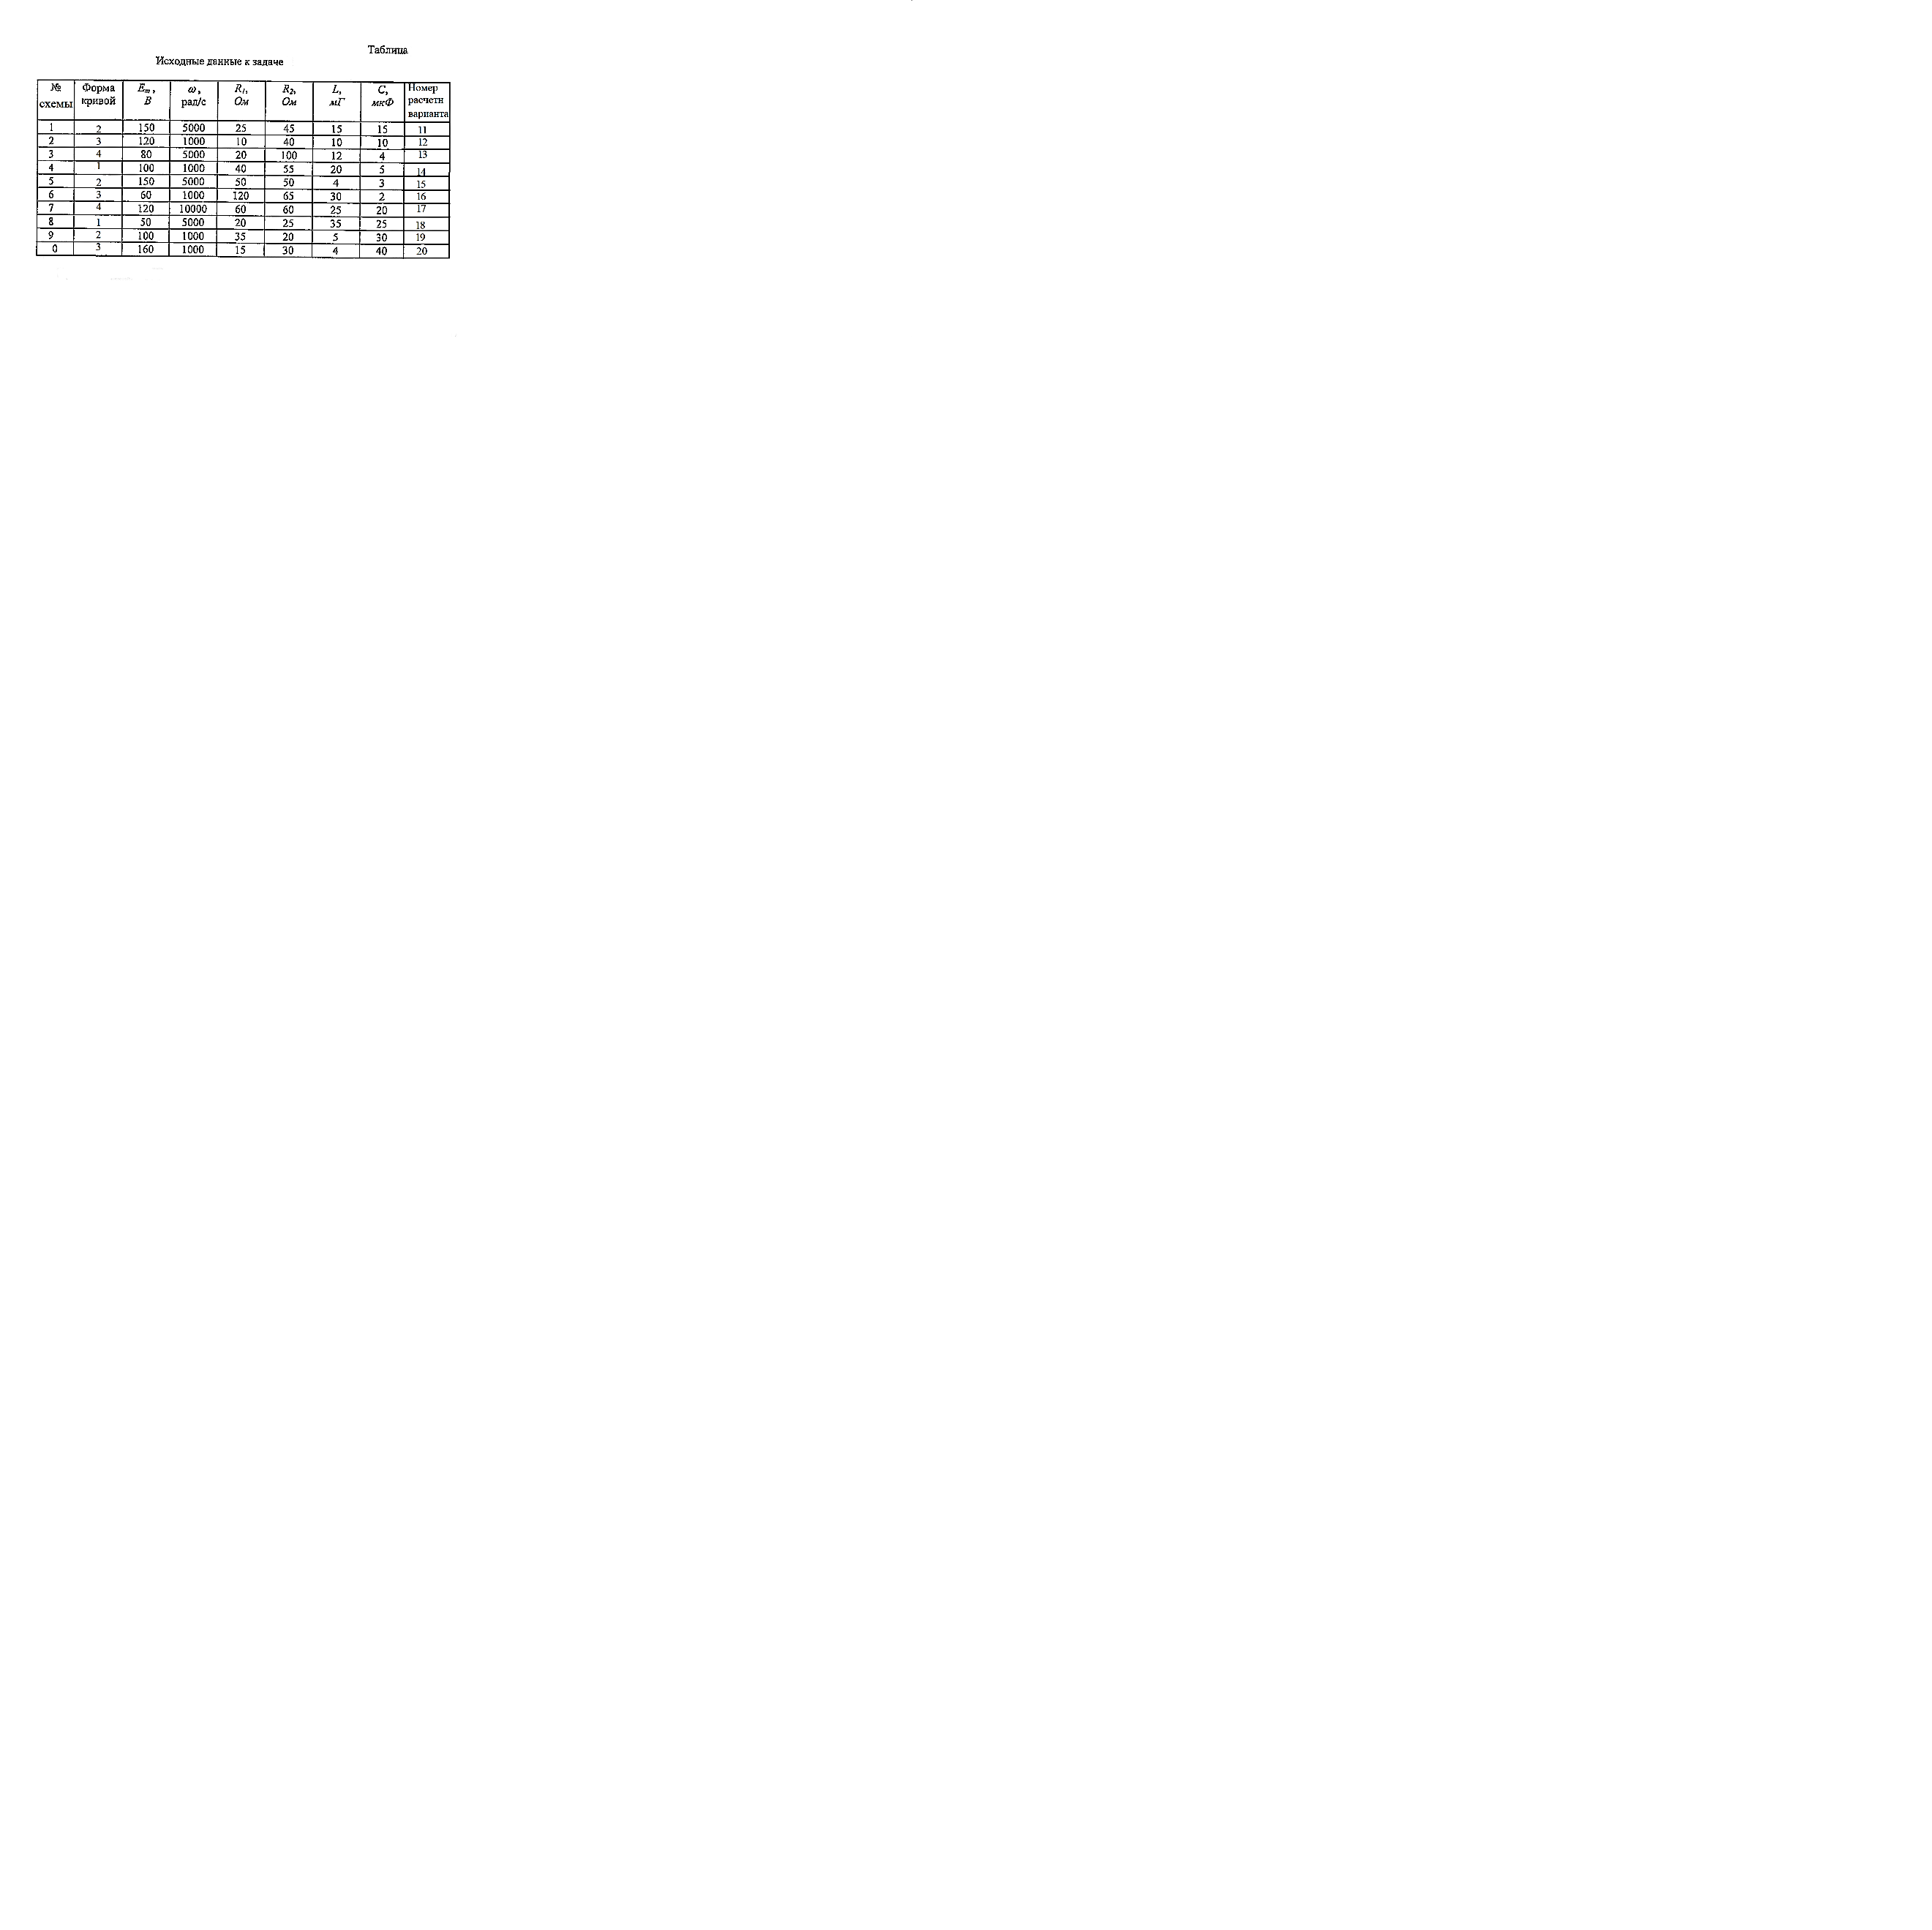 Таблица
Исходные данные к задаче
№ схемы Форма кривой Em, В ω, рад/с R1, Ом R2, Ом L, мГ C, мкФ Номер расчетн варианта
1 2 150 5000 25 45 15 15 11
2 3 120 1000 10 40 10 10 12
3 4 80 5000 20 100 12 4 13
4 1 100 1000 40 55 20 5 14
5 2 150 5000 50 50 4 3 15
6 3 60 1000 120 65 30 2 16
7 4 120 10000 60 60 25 20 17
8 1 50 5000 20 25 35 25 18
9 2 100 1000 35 20 5 30 19
0 3 160 1000 15 30 4 40 20